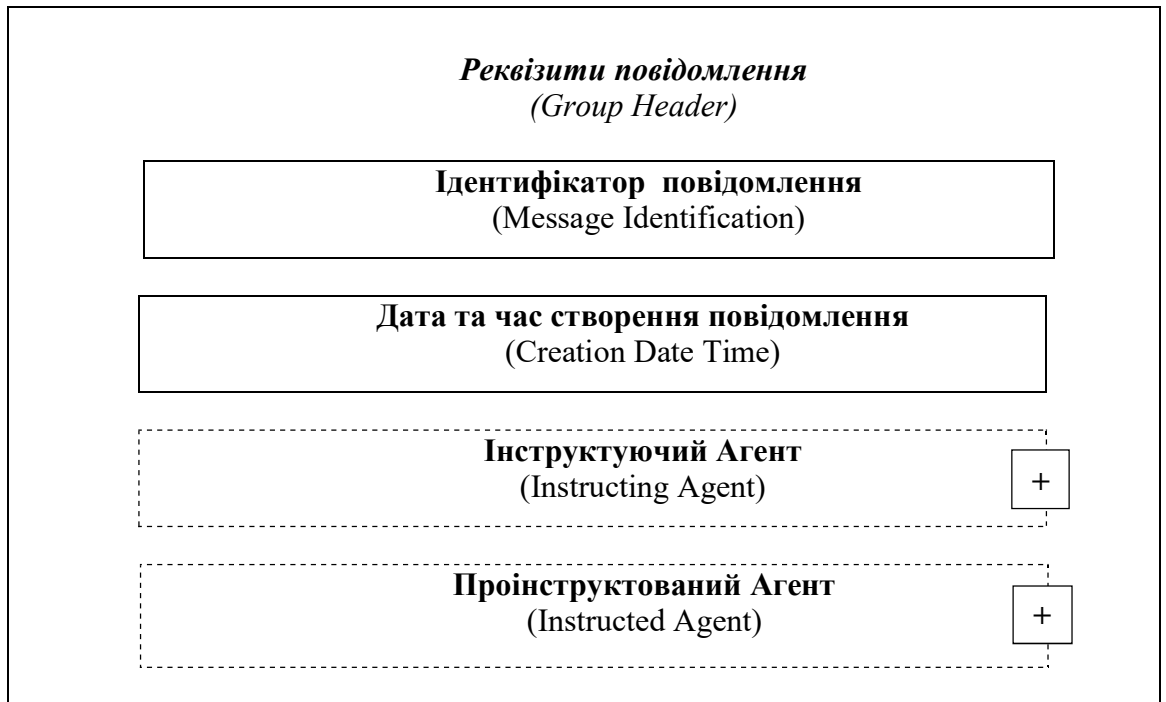 Реквізити повідомлення
(Group Header)
Ідентифікатор повідомлення
(Message Identification)
Дата та час створення повідомлення
(Creation Date Time)
Інструктуючий Агент
(Instructing Agent)
+
Проінструктований Агент
(Instructed Agent)
+